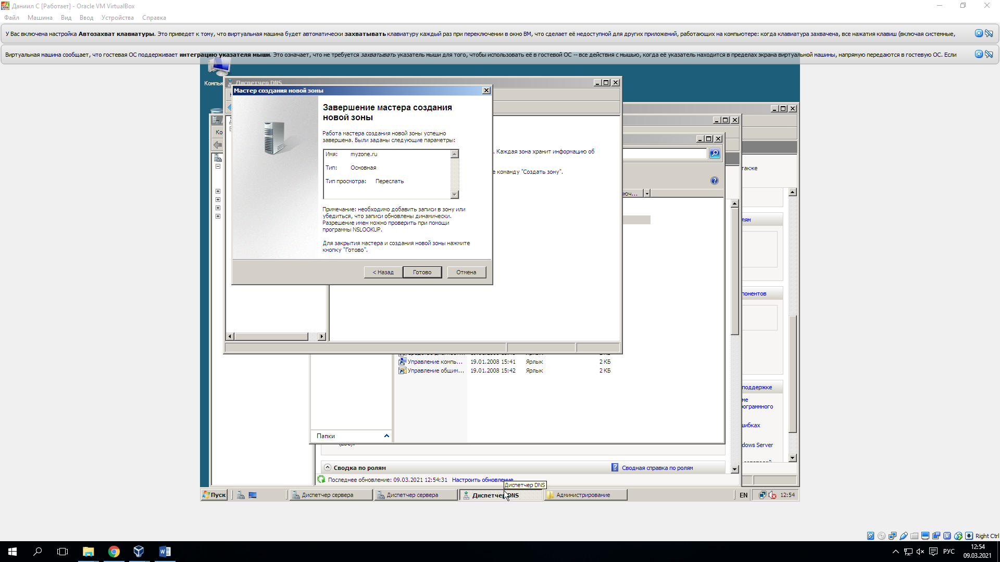 Даниил С [Работает] - Oracle VM VirtualBox
Файл Машина Вид Ввод Устройства Справка
У Вас включена настройка Автозахват клавиатуры. Это приведет к тому, что виртуальная машина будет автоматически захватывать клавиатуру каждый раз при переключении в окно ВМ, что сделает её недоступной для других приложений, работающих на компьютере: когда клавиатура захвачена, все нажатия клавиш (включая системные,
Виртуальная машина сообщает, что гостевая ОС поддерживает интеграцию указателя мыши. Это означает, что не требуется захватывать указатель мыши для того, чтобы использовать её в гостевой ОС -- все действия с мышью, когда её указатель находится в пределах экрана виртуальной машины, напрямую передаются в гостевую ОС. Если
Компью
Диспетчер DNS
Мастер создания новой зоны
Завершение мастера создания
новой зоны
Работа мастера создания новой зоны успешно
завершена. Были заданы следующие параметры:
Имя: myzone.ru
Тип: Основная
Тип просмотра: Переслать
Примечание: необходимо добавить записи в зону или
убедиться, что записи обновлены динамически.
Разрешение имен можно проверить при помощи
программы NSLOOKUP.
Для закрытия мастера и создания новой зоны нажмите
кнопку "Готово".
< Назад Готово Отмена
Ко
. Каждая зона хранит информацию об
е команду "Создать зону".
также
юч...
лям
понентов
поддержке
ме
рограммного
шибках
dows Server
Управление компь... 19.01.2008 15:41 Ярлык 2 КБ
Управление общим... 19.01.2008 15:42 Ярлык 2 КБ
Папки
Сводка по ролям
Сводная справка по ролям
Последнее обновление: 09.03.2021 12:54:31 Настроить обновление
Диспетчер DNS
Пуск
Диспетчер сервера
Диспетчер сервера
Диспетчер DNS
Администрирование
EN
12:54
Right Ctrl
РУС
12:54
09.03.2021